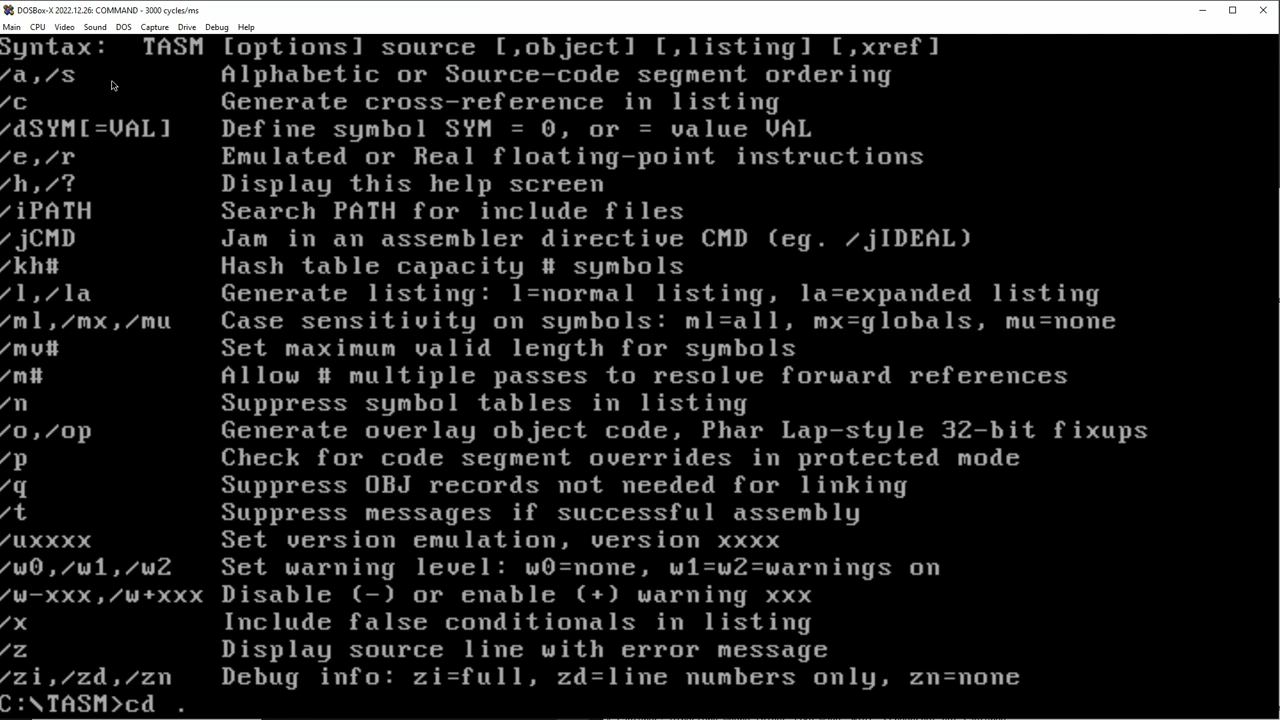 DOSBox-X 2022.12.26: COMMAND - 3000 cycles/ms
Main CPU Video Sound DOS Capture Drive Debug Help
Syntax:  TASM [options] source [,object] [,listing] [,xref]
/a,/s Alphabetic or Source-code segment ordering
/c Generate cross-reference in listing
/dSYM[=VAL] Define symbol SYM = 0, or = value VAL
/e,/r Emulated or Real floating-point instructions
/h,/? Display this help screen
/iPATH Search PATH for include files
/jCMD Jam in an assembler directive CMD (eg. /jIDEAL)
/kh# Hash table capacity # symbols
/l,/la Generate listing: l=normal listing, la=expanded listing
/ml,/mx,/mu Case sensitivity on symbols: ml=all, mx=globals, mu=none
/mv# Set maximum valid length for symbols
/m# Allow # multiple passes to resolve forward references
/n Suppress symbol tables in listing
/o,/op Generate overlay object code, Phar Lap-style 32-bit fixups
/p Check for code segment overrides in protected mode
/q Suppress OBJ records not needed for linking
/t Suppress messages if successful assembly
/uxxxx Set version emulation, version xxxx
/w0,/w1,/w2 Set warning level: w0=none, w1=w2=warnings on
/w-xxx,/w+xxx Disable (-) or enable (+) warning xxx
/x Include false conditionals in listing
/z Display source line with error message
/zi,/zd,/zn Debug info: zi=full, zd=line numbers only, zn=none
C:\TASM>cd .